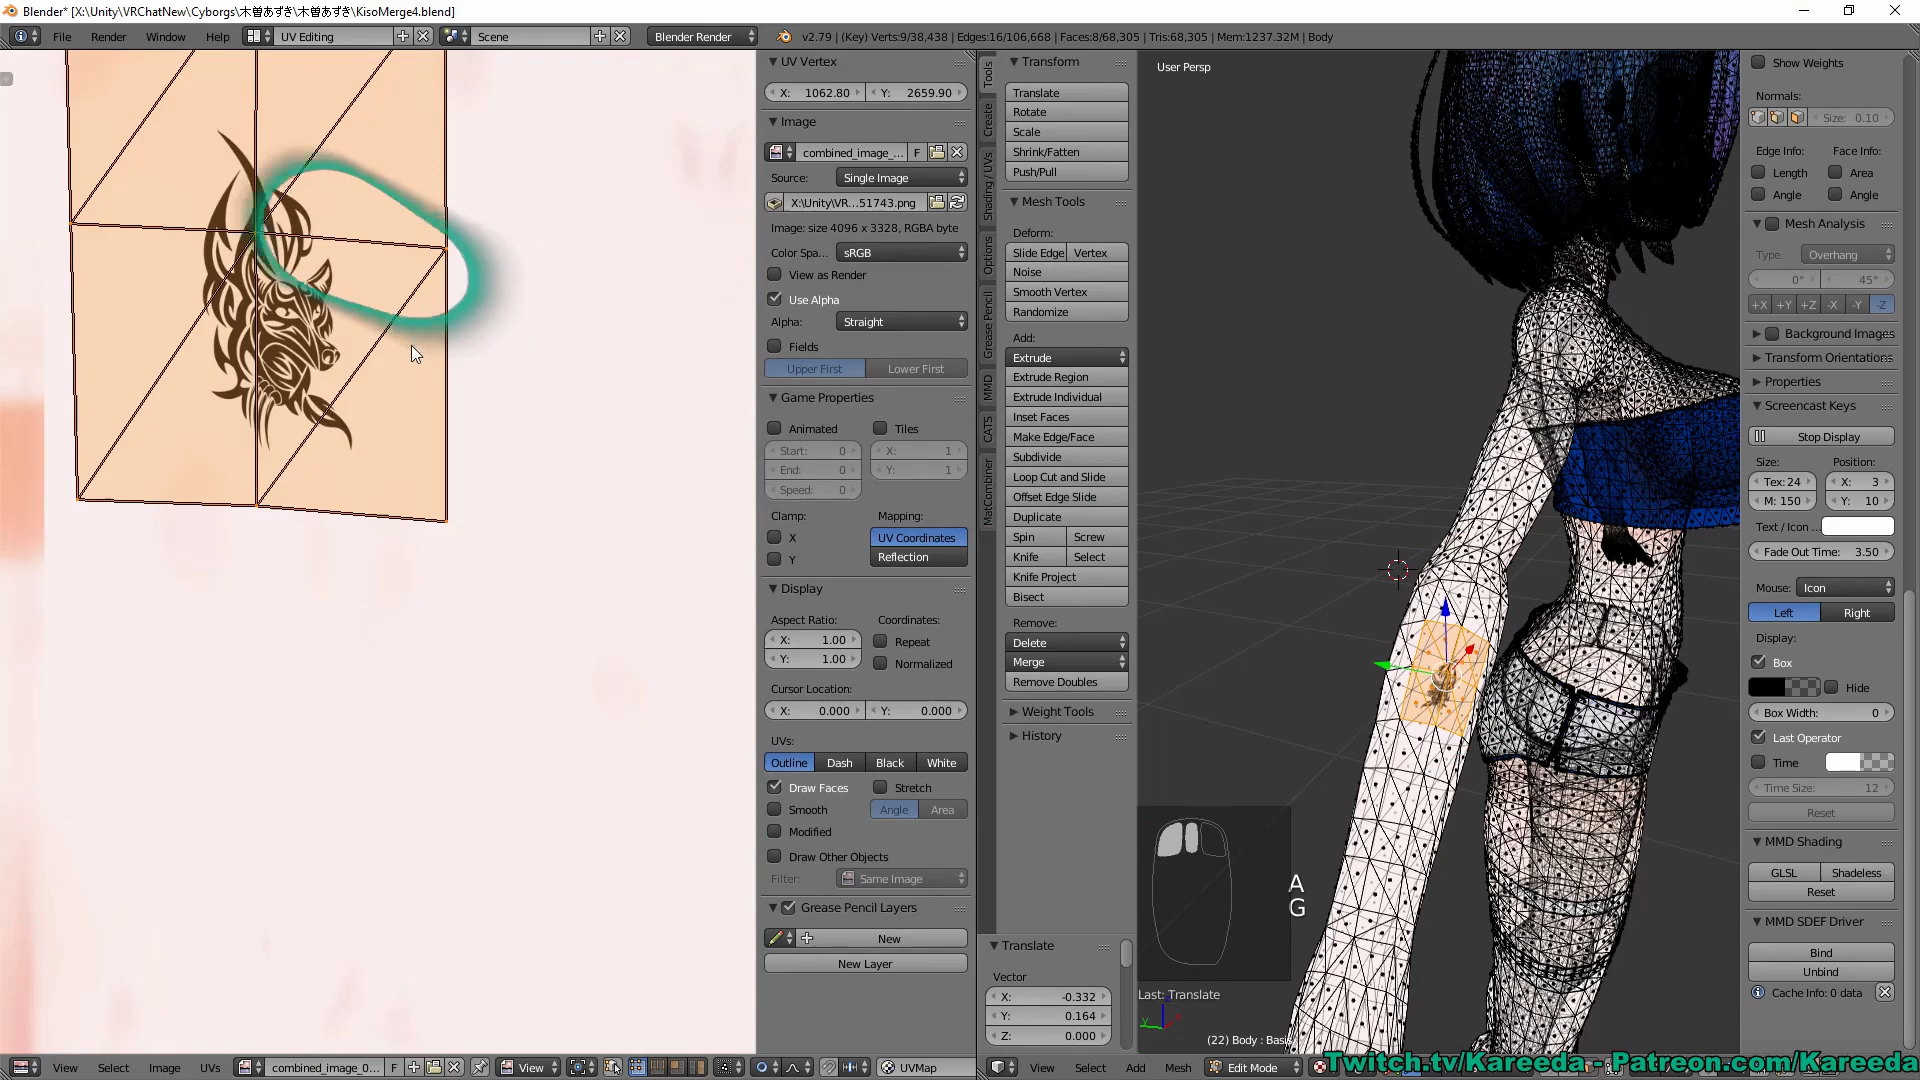 Blender* [X:\Unity\VRChatNew\Cyborgs\木曽あずき\木曽あずき\KisoMerge4.blend]
File Render Window Help UV Editing Scene Blender Render v2.79 | (Key) Verts:9/38,438 | Edges:16/106,668 | Faces:8/68,305 | Tris:68,305 | Mem:1237.32M | Body
UV Vertex
X: 1062.80 Y: 2659.90
Image
combined_image_... F
Source: Single Image
X:\Unity\VR...51743.png
Image: size 4096 x 3328, RGBA byte
Color Spa... sRGB
View as Render
Use Alpha
Alpha: Straight
Fields
Upper First Lower First
Game Properties
Animated Tiles
Start: 0 X: 1
End: 0 Y: 1
Speed: 0
Clamp: Mapping:
X UV Coordinates
Y Reflection
Display
Aspect Ratio: Coordinates:
X: 1.00 Repeat
Y: 1.00 Normalized
Cursor Location:
X: 0.000 Y: 0.000
UVs:
Outline Dash Black White
Draw Faces Stretch
Smooth Angle Area
Modified
Draw Other Objects
Filter: Same Image
Grease Pencil Layers
New
New Layer
Tools
Create
Shading / UVs
Options
Grease Pencil
MMD
CATS
MatCombiner
Transform
Translate
Rotate
Scale
Shrink/Fatten
Push/Pull
Mesh Tools
Deform:
Slide Edge Vertex
Noise
Smooth Vertex
Randomize
Add:
Extrude
Extrude Region
Extrude Individual
Inset Faces
Make Edge/Face
Subdivide
Loop Cut and Slide
Offset Edge Slide
Duplicate
Spin Screw
Knife Select
Knife Project
Bisect
Remove:
Delete
Merge
Remove Doubles
Weight Tools
History
Translate
Vector
X: -0.332
Y: 0.164
Z: 0.000
User Persp
A
G
Last: Translate
(22) Body : Basis
Show Weights
Normals:
Size: 0.10
Edge Info: Face Info:
Length Area
Angle Angle
Mesh Analysis
Type: Overhang
0° 45°
+X +Y +Z -X -Y -Z
Background Images
Transform Orientations
Properties
Screencast Keys
Stop Display
Size: Position:
Tex: 24 X: 3
M: 150 Y: 10
Text / Icon ...
Fade Out Time: 3.50
Mouse: Icon
Left Right
Display:
Box
Hide
Box Width: 0
Last Operator
Time
Time Size: 12
Reset
MMD Shading
GLSL Shadeless
Reset
MMD SDEF Driver
Bind
Unbind
Cache Info: 0 data
View Select Image UVs combined_image_0... F View UVMap
View Select Add Mesh Edit Mode
Twitch.tv/Kareeda - Patreon.com/Kareeda